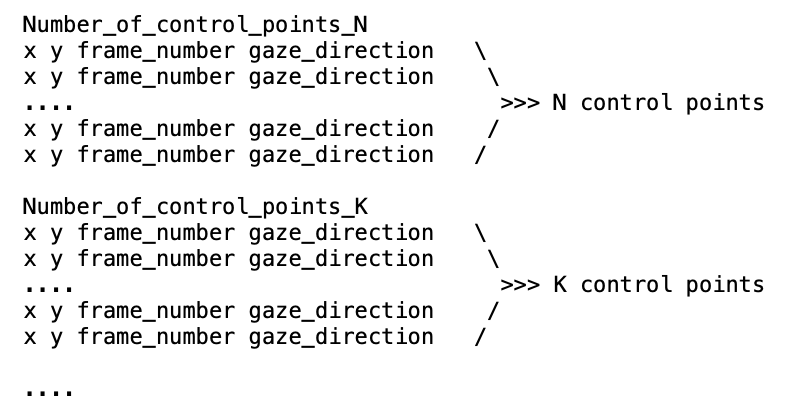 Number_of_control_points_N
x y frame_number gaze_direction   \
x y frame_number gaze_direction    \
....                                >>> N control points
x y frame_number gaze_direction    /
x y frame_number gaze_direction   /

Number_of_control_points_K
x y frame_number gaze_direction   \
x y frame_number gaze_direction    \
....                                >>> K control points
x y frame_number gaze_direction    /
x y frame_number gaze_direction   /

....